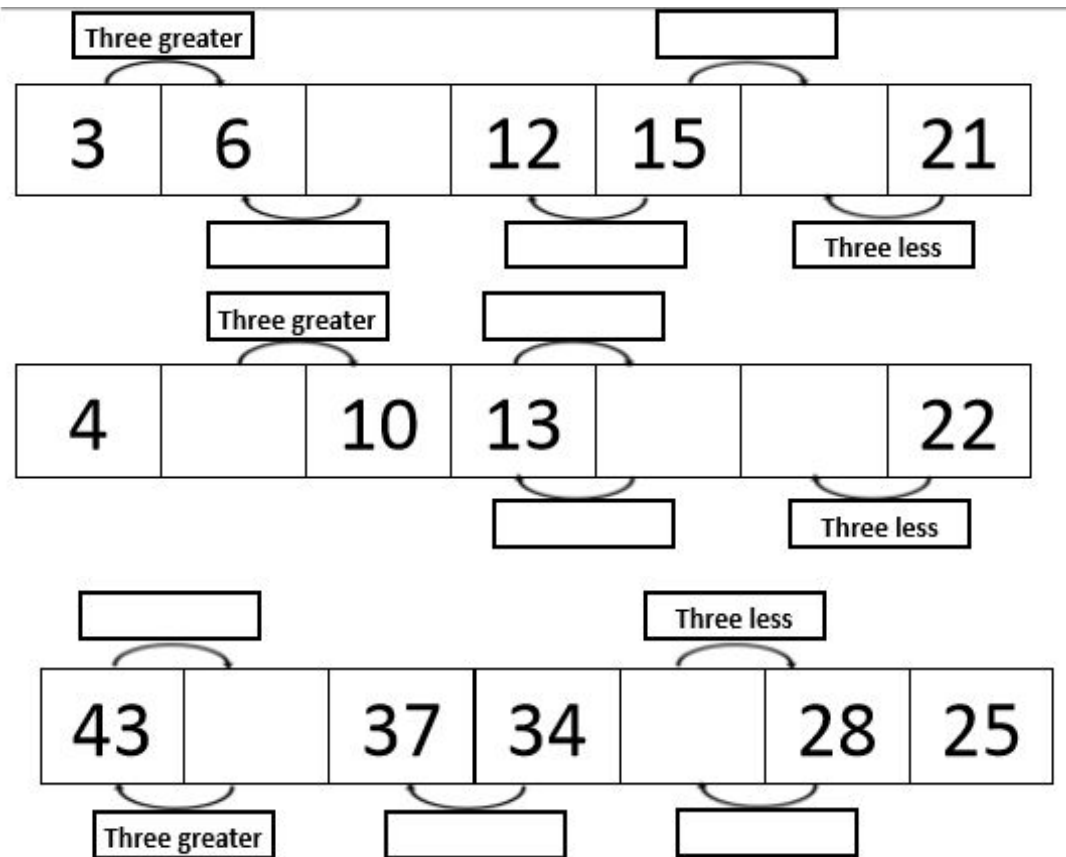 Three greater
3 6 12 15 21
Three less
Three greater
4 10 13 22
Three less
Three less
43 37 34 28 25
Three greater